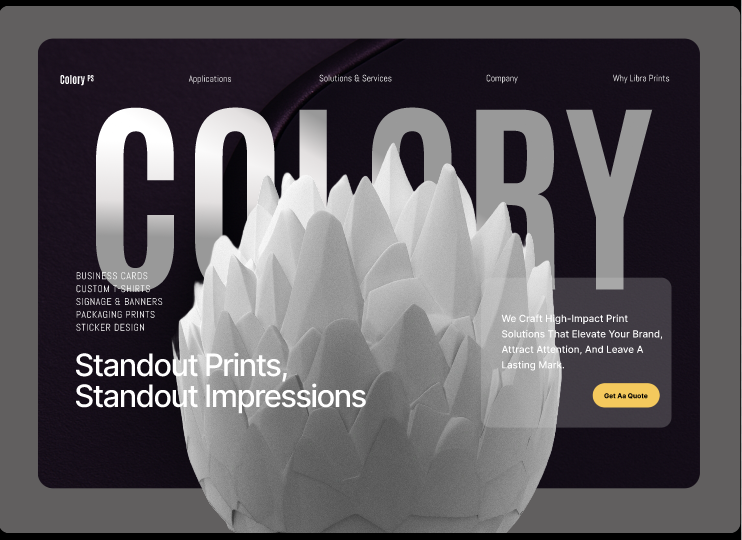 Colory PS
Applications
Solutions & Services
Company
Why Libra Prints
COLORY
BUSINESS CARDS
CUSTOM T-SHIRTS
SIGNAGE & BANNERS
PACKAGING PRINTS
STICKER DESIGN
Standout Prints,
Standout Impressions
We Craft High-Impact Print
Solutions That Elevate Your Brand,
Attract Attention, And Leave A
Lasting Mark.
Get Aa Quote